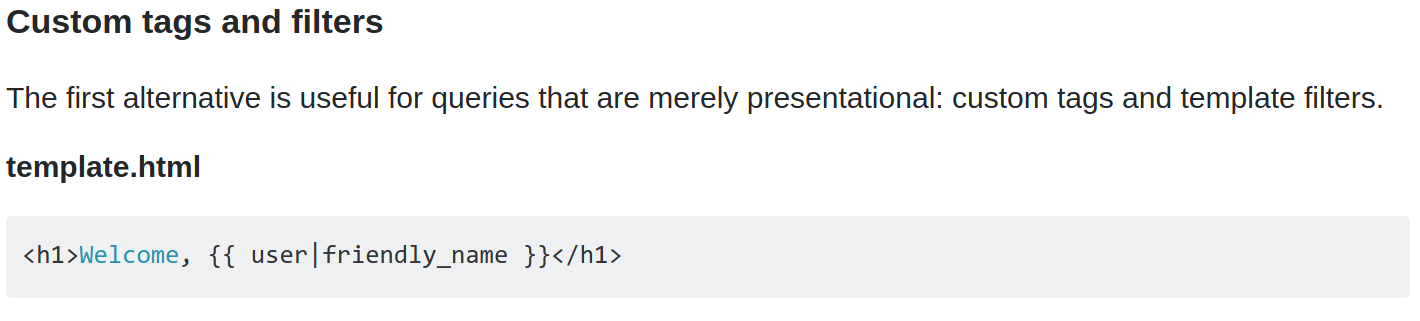 Custom tags and filters
The first alternative is useful for queries that are merely presentational: custom tags and template filters.
template.html
<h1>Welcome, {{ user|friendly_name }}</h1>